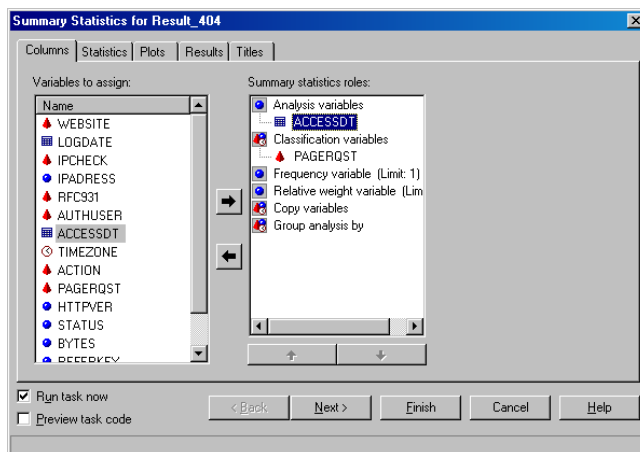 Summary Statistics for Result_404
Columns
Statistics
Plots
Results
Titles
Variables to assign:
Name
WEBSITE
LOGDATE
IPCHECK
IPADRESS
RFC931
AUTHUSER
ACCESSDT
TIMEZONE
ACTION
PAGERQST
HTTPVER
STATUS
BYTES
REFERKEY
Summary statistics roles:
Analysis variables
ACCESSDT
Classification variables
PAGERQST
Frequency variable (Limit: 1)
Relative weight variable (Lim
Copy variables
Group analysis by
Run task now
Preview task code
< Back
Next >
Finish
Cancel
Help